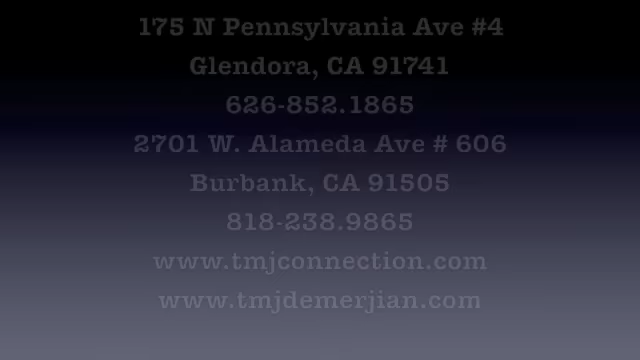 175 N Pennsylvania Ave #4
Glendora, CA 91741
626-852.1865
2701 W. Alameda Ave # 606
Burbank, CA 91505
818-238.9865
www.tmjconnection.com
www.tmjdemerjian.com